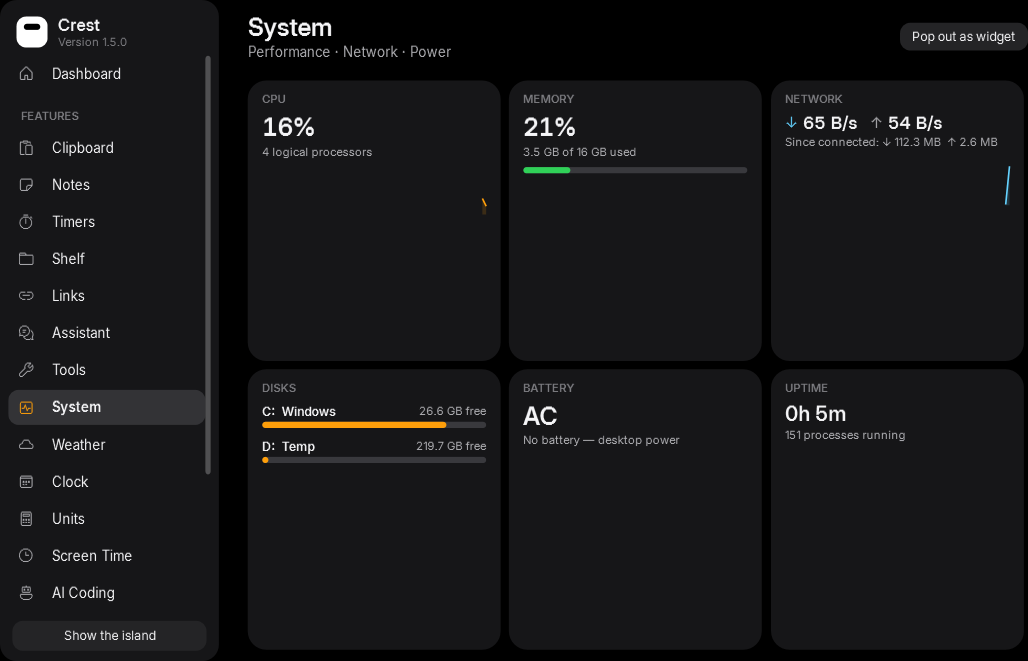 Crest
Version 1.5.0
Dashboard
FEATURES
Clipboard
Notes
Timers
Shelf
Links
Assistant
Tools
System
Weather
Clock
Units
Screen Time
AI Coding
Show the island
System
Performance · Network · Power
Pop out as widget
CPU
16%
4 logical processors
MEMORY
21%
3.5 GB of 16 GB used
NETWORK
↓ 65 B/s ↑ 54 B/s
Since connected: ↓ 112.3 MB ↑ 2.6 MB
DISKS
C: Windows 26.6 GB free
D: Temp 219.7 GB free
BATTERY
AC
No battery — desktop power
UPTIME
0h 5m
151 processes running